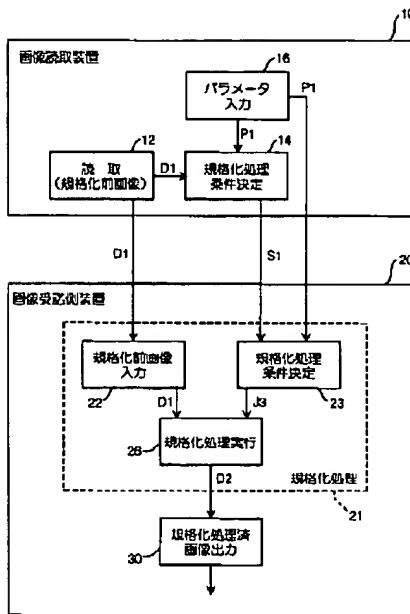 10
画像読取装置
16
パラメータ
入力
P1
12
P1
14
読 取
(規格化前画像)
D1
規格化処理
条件決定
D1
S1
20
画像受認側装置
規格化前画像
入力
規格化処理
条件決定
22
D1
J3
23
26
規格化処理実行
D2
規格化処理
21
規格化処理済
画像出力
30